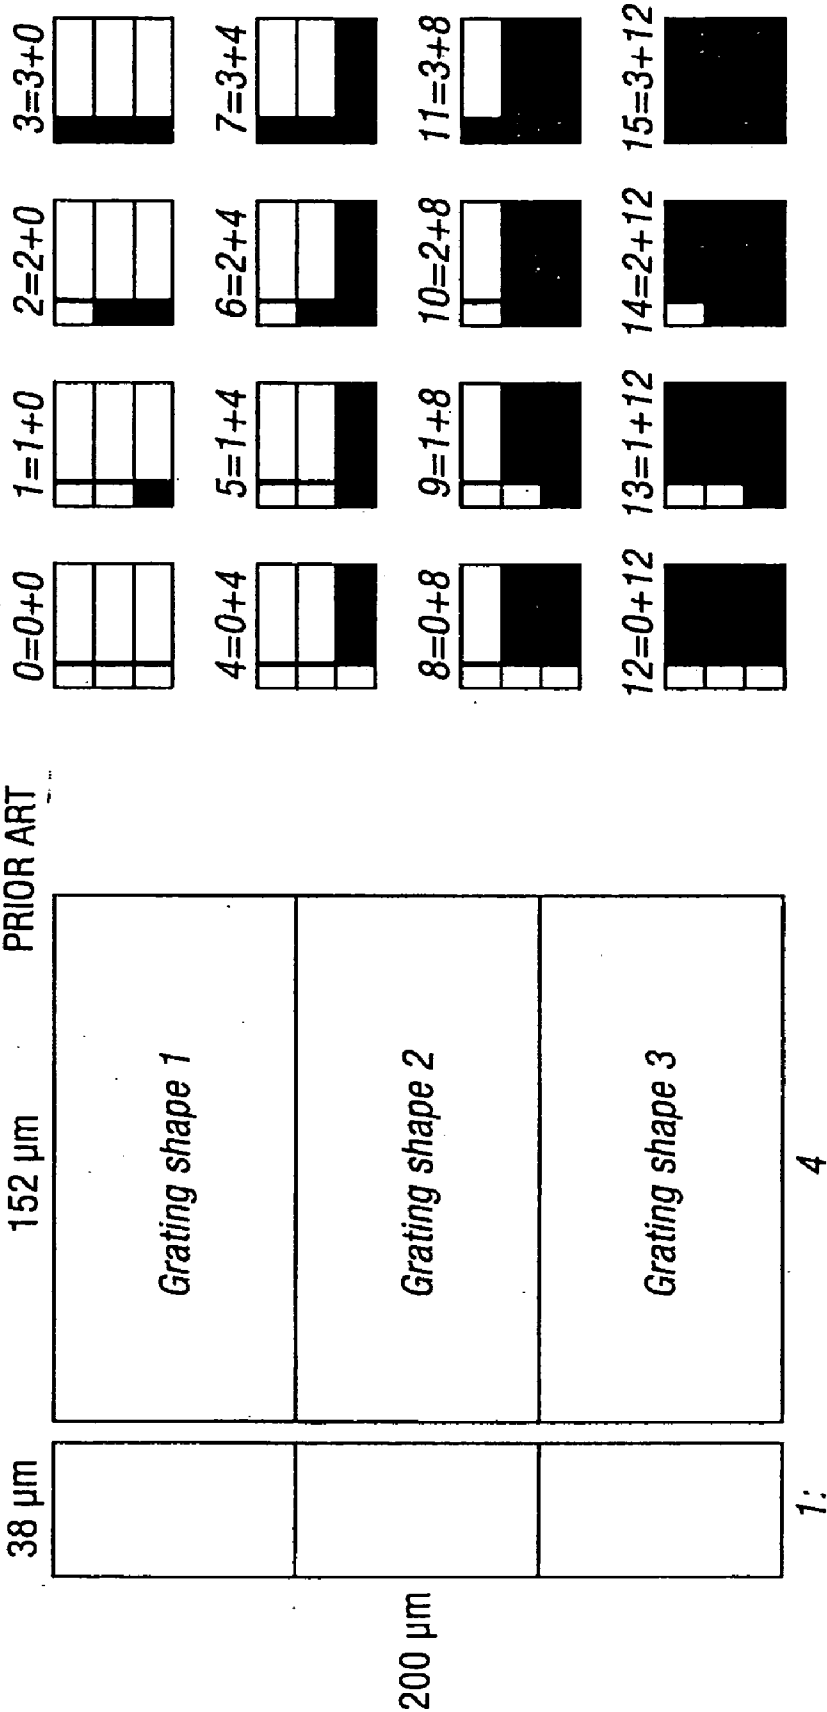 PRIOR ART
38 µm
152 µm
200 µm
Grating shape 1
Grating shape 2
Grating shape 3
1:
4
0=0+0
1=1+0
2=2+0
3=3+0
4=0+4
5=1+4
6=2+4
7=3+4
8=0+8
9=1+8
10=2+8
11=3+8
12=0+12
13=1+12
14=2+12
15=3+12